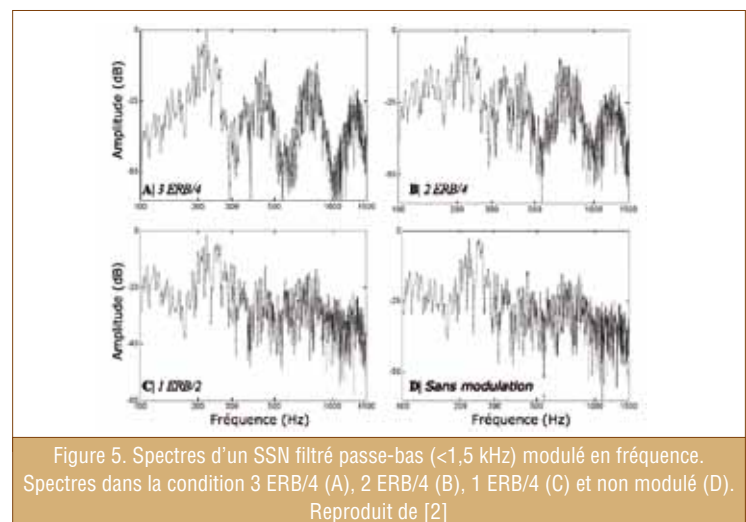 Amplitude (dB)
A| 3 ERB/4
B| 2 ERB/4
Amplitude (dB)
C| 1 ERB/2
D| Sans modulation
Fréquence (Hz)
Fréquence (Hz)
Figure 5. Spectres d’un SSN filtré passe-bas (<1,5 kHz) modulé en fréquence.
Spectres dans la condition 3 ERB/4 (A), 2 ERB/4 (B), 1 ERB/4 (C) et non modulé (D).
Reproduit de [2]